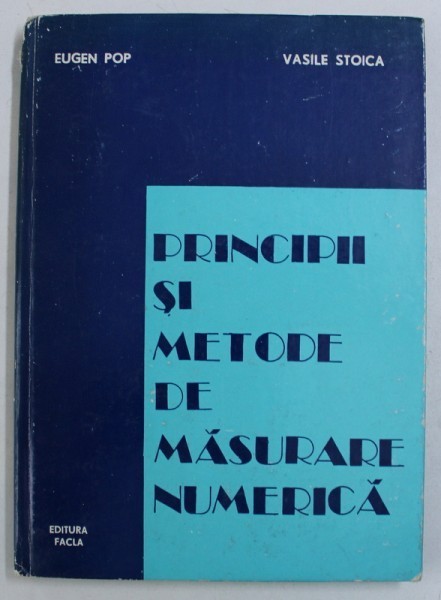 EUGEN POP
VASILE STOICA
PRINCIPII
ŞI
METODE
DE
MĂSURARE
NUMERICĂ
EDITURA
FACLA